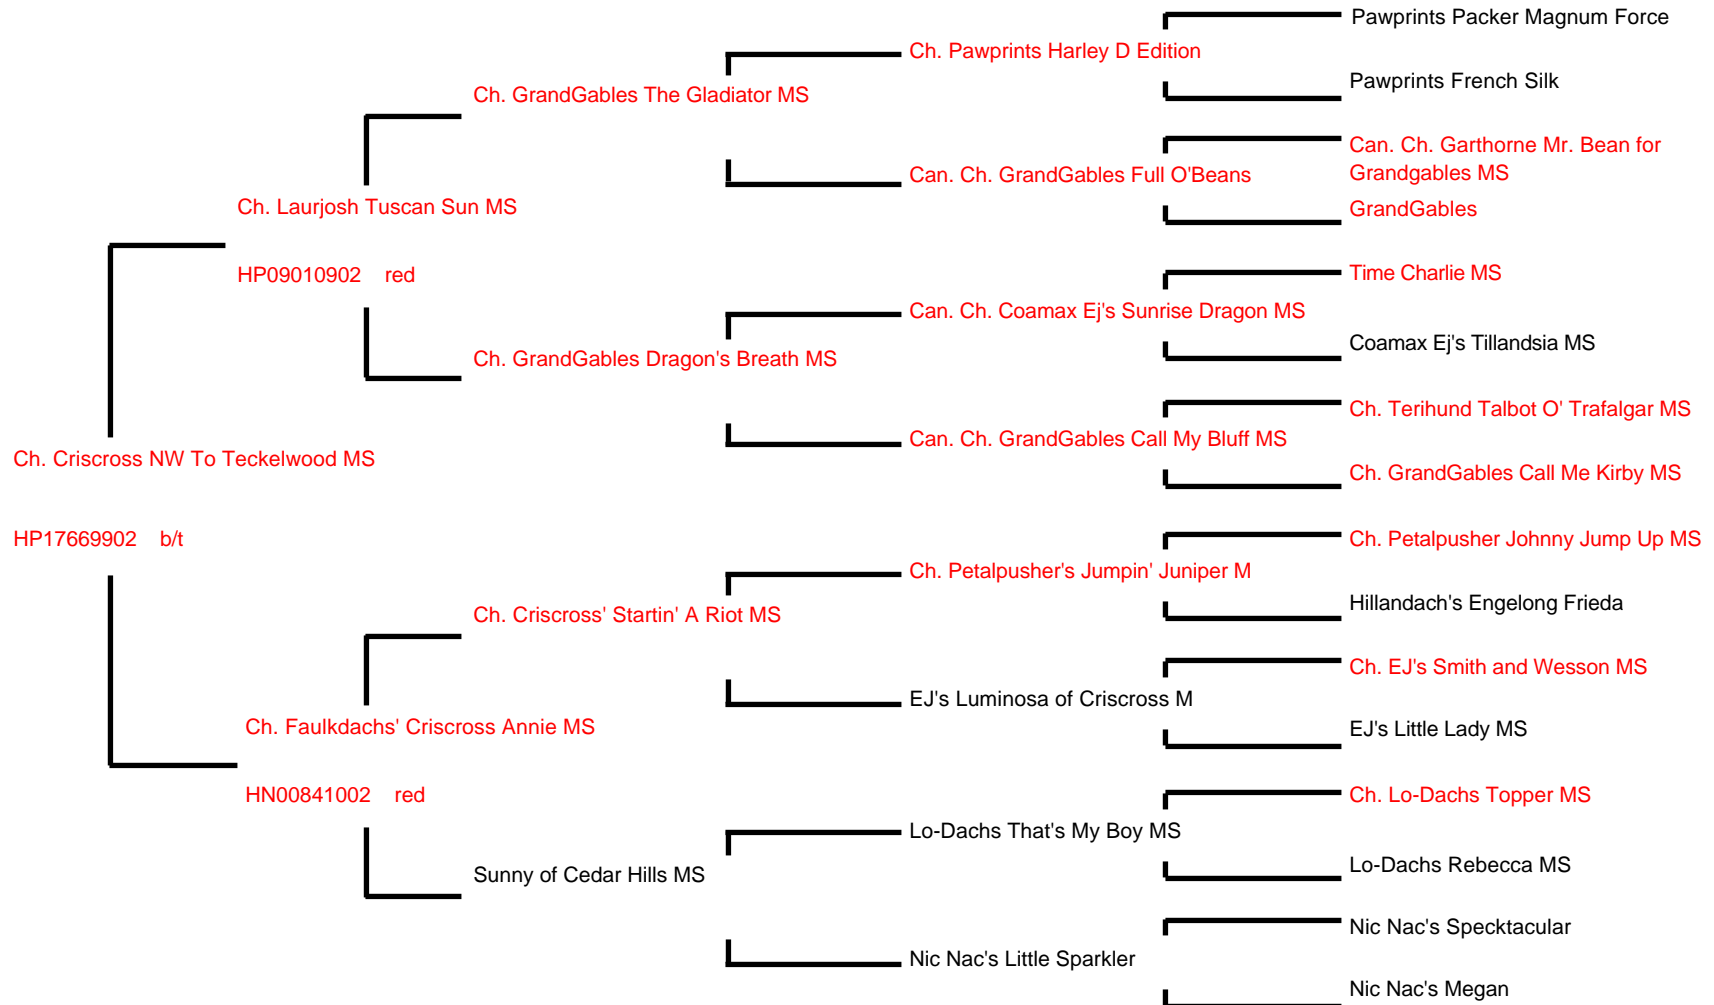 Pawprints Packer Magnum Force
Ch. Pawprints Harley D Edition
Pawprints French Silk
Ch. GrandGables The Gladiator MS
Can. Ch. Garthorne Mr. Bean for
Grandgables MS
Can. Ch. GrandGables Full O'Beans
GrandGables
Ch. Laurjosh Tuscan Sun MS
HP09010902 red
Time Charlie MS
Can. Ch. Coamax Ej's Sunrise Dragon MS
Coamax Ej's Tillandsia MS
Ch. GrandGables Dragon's Breath MS
Ch. Terihund Talbot O' Trafalgar MS
Can. Ch. GrandGables Call My Bluff MS
Ch. GrandGables Call Me Kirby MS
Ch. Criscross NW To Teckelwood MS
HP17669902 b/t
Ch. Petalpusher Johnny Jump Up MS
Ch. Petalpusher's Jumpin' Juniper M
Hillandach's Engelong Frieda
Ch. Criscross' Startin' A Riot MS
Ch. EJ's Smith and Wesson MS
EJ's Luminosa of Criscross M
EJ's Little Lady MS
Ch. Faulkdachs' Criscross Annie MS
HN00841002 red
Ch. Lo-Dachs Topper MS
Lo-Dachs That's My Boy MS
Lo-Dachs Rebecca MS
Sunny of Cedar Hills MS
Nic Nac's Specktacular
Nic Nac's Little Sparkler
Nic Nac's Megan